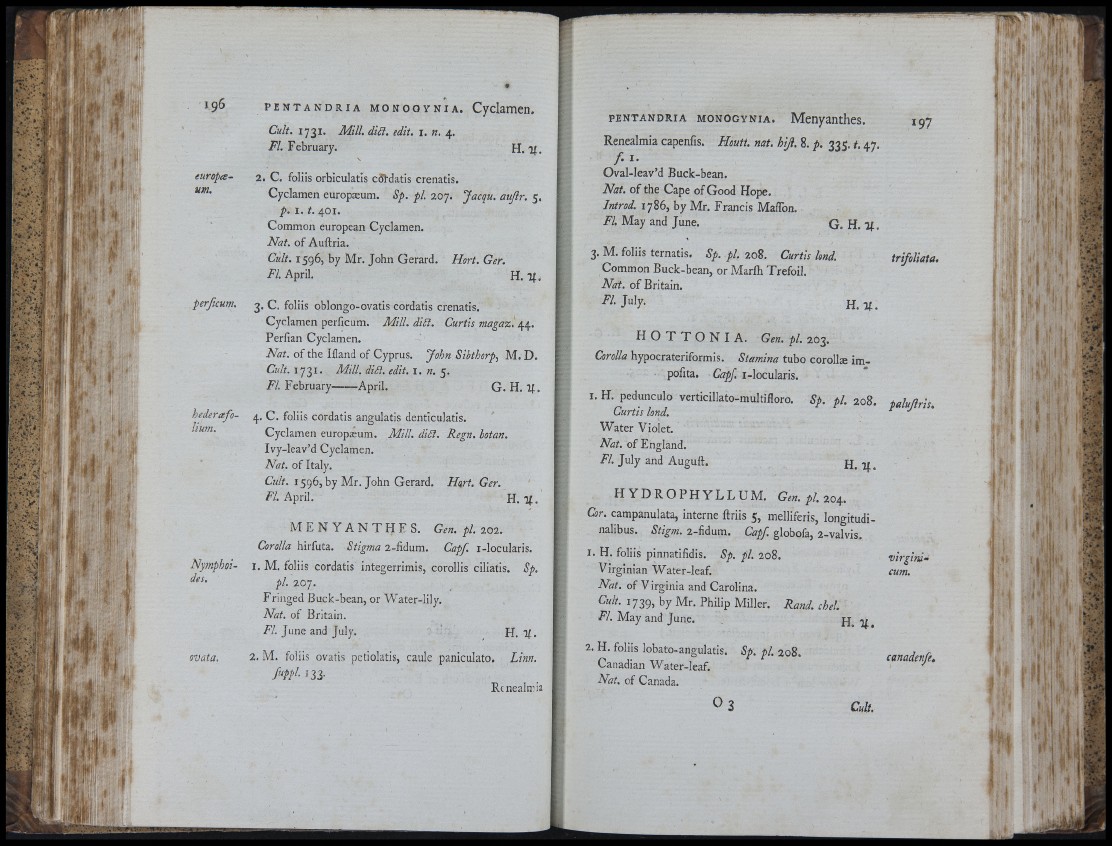 196 PENTANDRIA MONOGYNIA. Cyclamen.
Cult. 1731. Mill. dict. edit. 1. n. 4.
Fl. February. H. ♃.
europæ- 2. C. foliis orbiculatis cordatis crenatis.
um. Cyclamen europæum. Sp. pl. 207. Jacqu. auſtr. 5.
p. 1. t. 401.
Common european Cyclamen.
Nat. of Auſtria.
Cult. 1596, by Mr. John Gerard. Hort. Ger.
Fl. April. H. ♃.
perſicum. 3. C. foliis oblongo-ovatis cordatis crenatis.
Cyclamen perſicum. Mill. dict. Curtis magaz. 44.
Perſian Cyclamen.
Nat. of the Iſland of Cyprus. John Sibthorp, M. D.
Cult. 1731. Mill. dict. edit. 1. n. 5.
Fl. February——April. G. H. ♃.
hederæfo- 4. C. foliis cordatis angulatis denticulatis.
lium. Cyclamen europæum. Mill. dict. Regn. botan.
Ivy-leav'd Cyclamen.
Nat. of Italy.
Cult. 1596, by Mr. John Gerard. Hort. Ger.
Fl. April. H. ♃.
MENYANTHES. Gen. pl. 202.
Corolla hirſuta. Stigma 2-fidum. Capſ. 1-locularis.
Nymphoi- 1. M. foliis cordatis integerrimis, corollis ciliatis. Sp.
des. pl. 207.
Fringed Buck-bean, or Water-lily.
Nat. of Britain.
Fl. June and July. H. ♃.
ovata. 2. M. foliis ovatis petiolatis, caule paniculato. Linn.
ſuppl. 133.
Renealmia
PENTANDRIA MONOGYNIA. Menyanthes. 197
Renealmia capenſis. Houtt. nat. hiſt. 8. p. 335. t. 47.
f. 1.
Oval-leav'd Buck-bean.
Nat. of the Cape of Good Hope.
Introd. 1786, by Mr. Francis Maſſon.
Fl. May and June. G. H. ♃.
3. M. foliis ternatis. Sp. pl. 208. Curtis lond. trifoliata.
Common Buck-bean, or Marſh Trefoil.
Nat. of Britain.
Fl. July. H. ♃.
HOTTONIA. Gen. pl. 203.
Corolla hypocrateriformis. Stamina tubo corollæ im-
poſita. Capſ. 1-locularis.
1. H. pedunculo verticillato-multifloro. Sp. pl. 208. paluſtris.
Curtis lond.
Water Violet.
Nat. of England.
Fl. July and Auguſt. H. ♃.
HYDROPHYLLUM. Gen. pl. 204.
Cor. campanulata, interne ſtriis 5, melliferis, longitudi-
nalibus. Stigm. 2-fidum. Capſ. globoſa, 2-valvis.
1. H. foliis pinnatifidis. Sp. pl. 208. virgini-
Virginian Water-leaf. cum.
Nat. of Virginia and Carolina.
Cult. 1739, by Mr. Philip Miller. Rand. chel.
Fl. May and June. H. ♃.
2. H. foliis lobato-angulatis. Sp. pl. 208. canadenſe.
Canadian Water-leaf.
Nat. of Canada.
O 3 Cult.